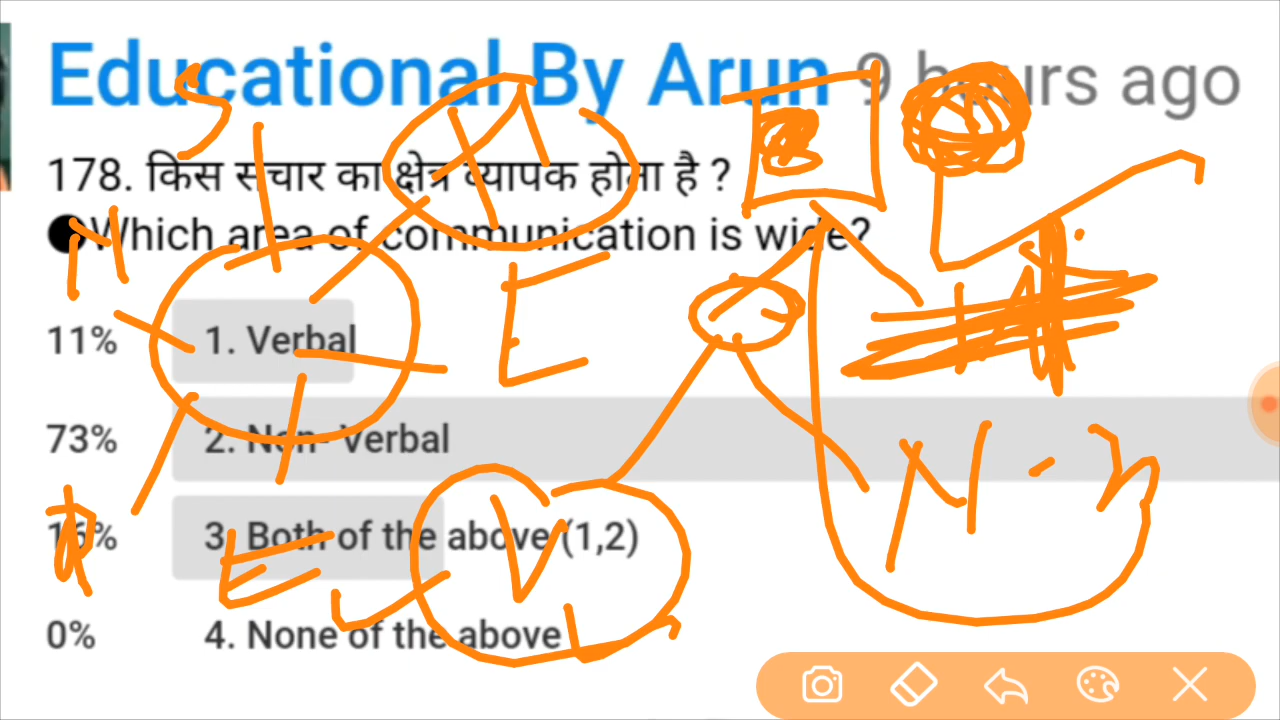 Educational By Arun 9 hours ago
178. किस सचार का क्षेत्र व्यापक होता है ?
Which area of communication is wide?
11% 1. Verbal
73% 2. Non- Verbal
16% 3. Both of the above (1,2)
0% 4. None of the above